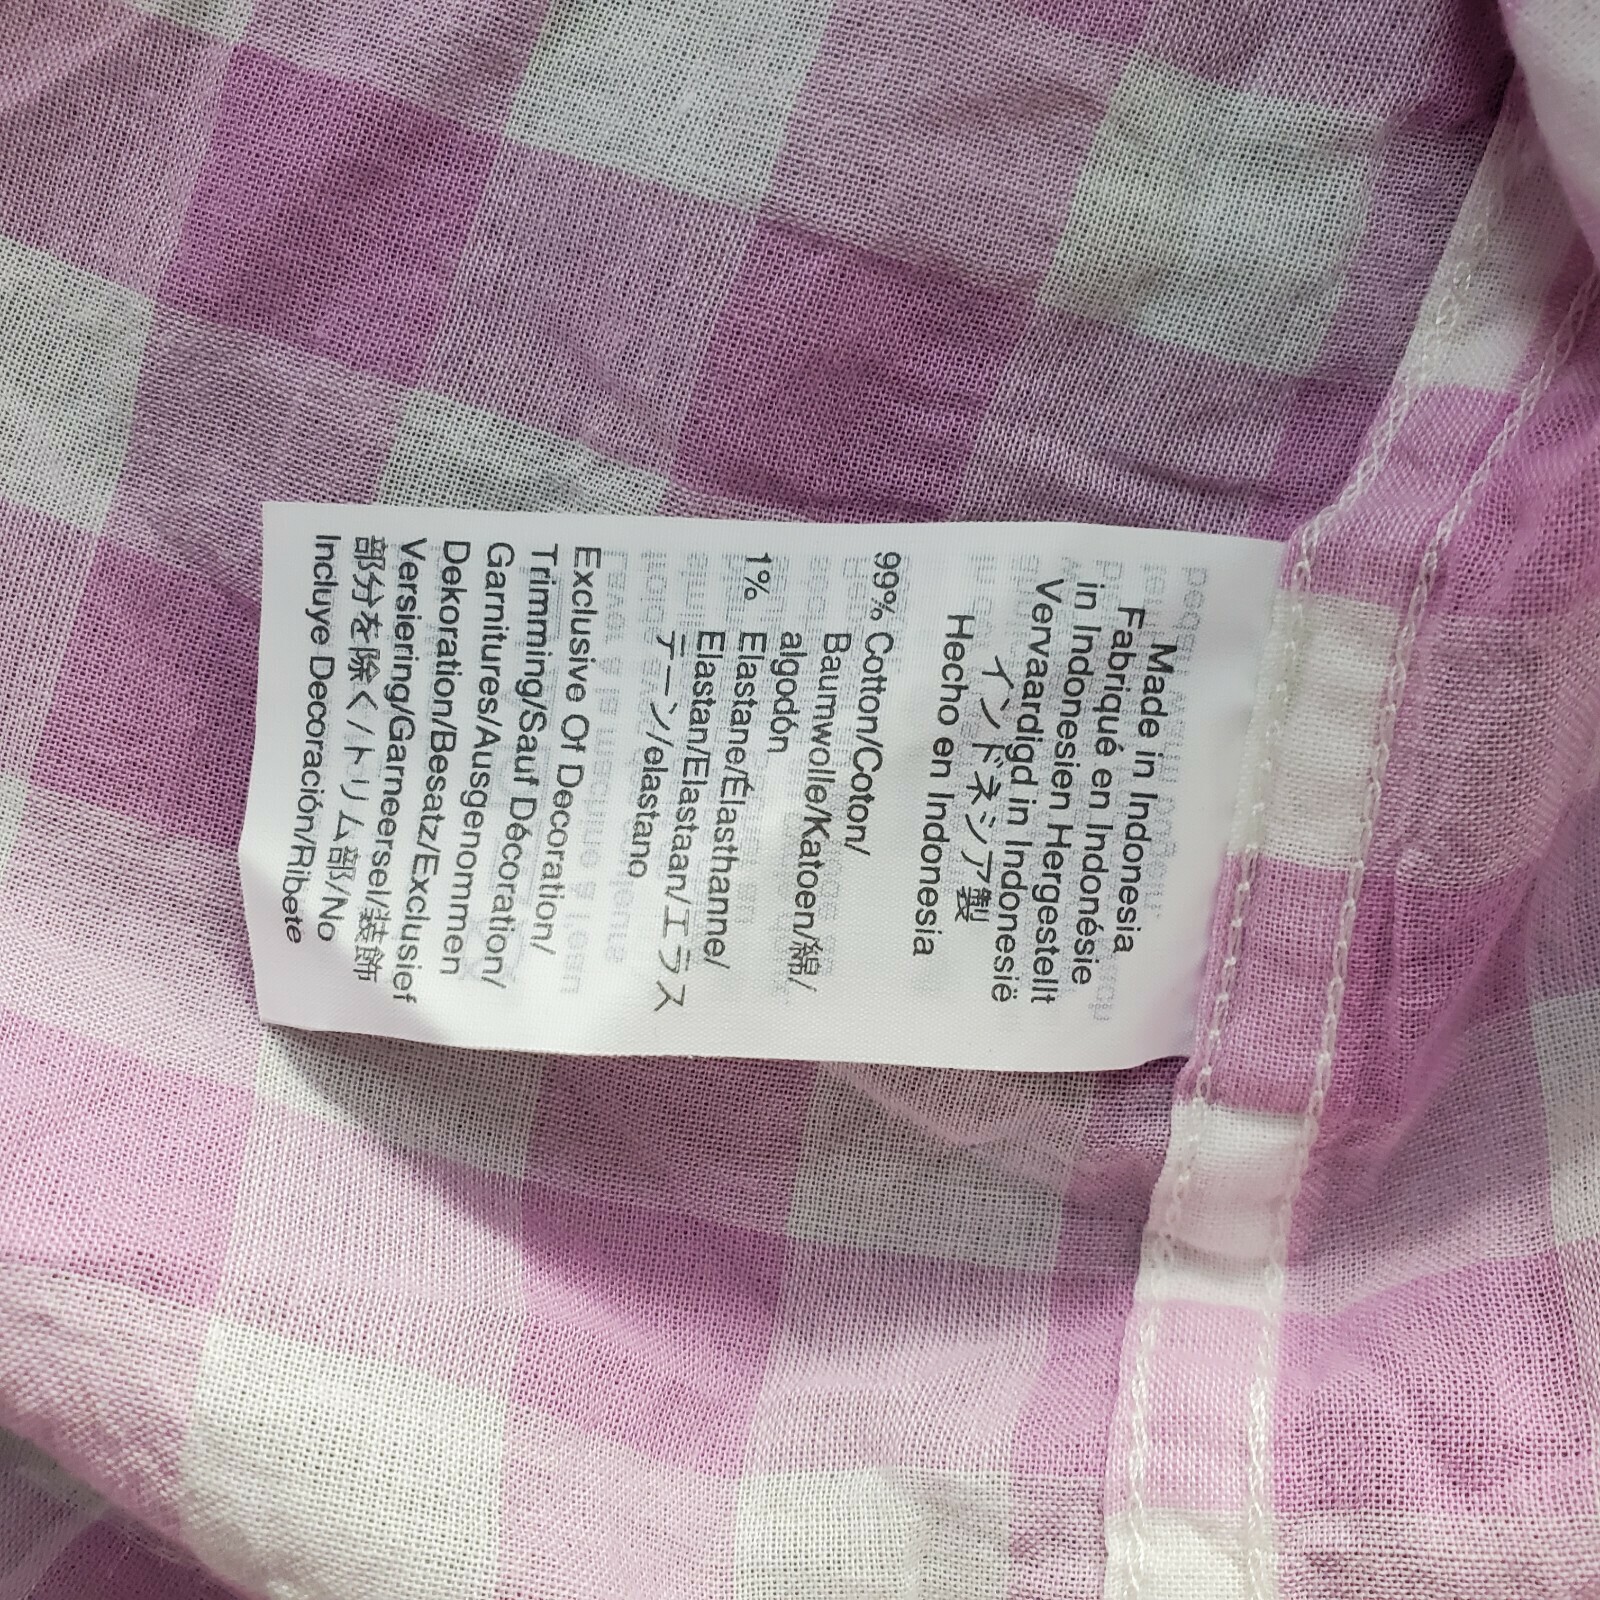 Made in Indonesia
Fabriqué en Indonésie
in Indonesien Hergestellt
Vervaardigd in Indonesië
インドネシア製
Hecho en Indonesia
99% Cotton/Coton/
Baumwolle/Katoen/綿/
algodón
1% Elastane/Élasthanne/
Elastan/Elastaan/エラス
テーン/elastano
Exclusive Of Decoration/
Trimming/Sauf Décoration/
Garnitures/Ausgenommen
Dekoration/Besatz/Exclusief
Versiering/Garneersel/装飾
部分を除く/トリム部/No
Incluye Decoración/Ribete